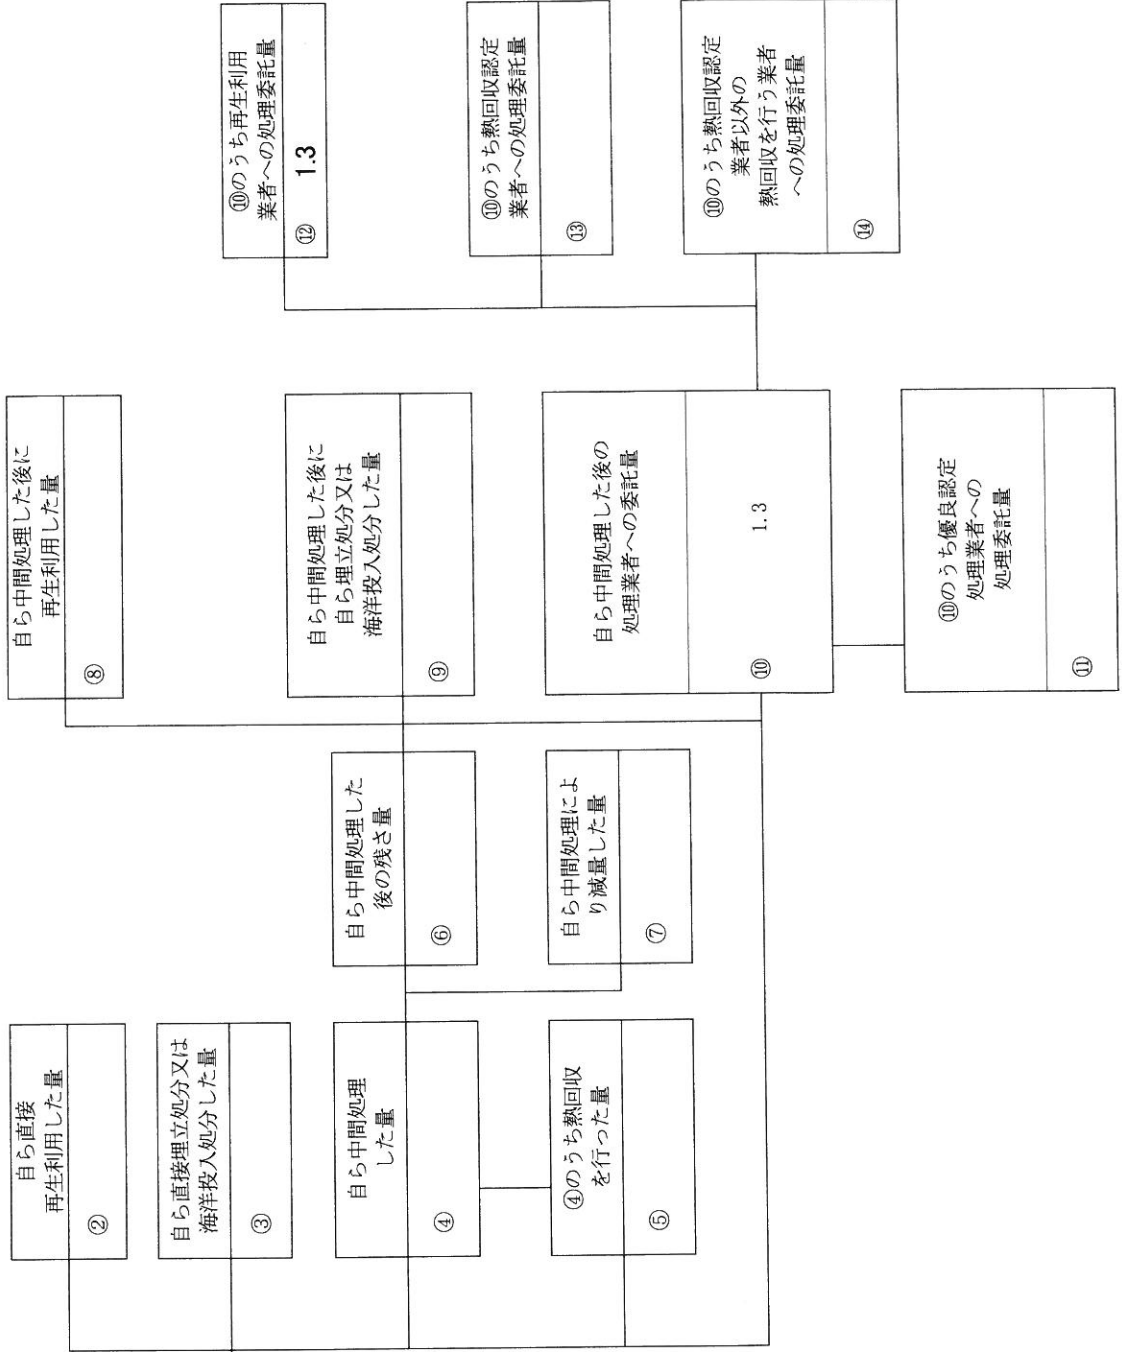 自ら直接
再生利用した量
②
自ら直接埋立処分又は
海洋投入処分した量
③
自ら中間処理
した量
④
④のうち熱回収
を行った量
⑤
自ら中間処理した
後の残さ量
⑥
自ら中間処理によ
り減量した量
⑦
自ら中間処理した後に
再生利用した量
⑧
自ら中間処理した後に
自ら埋立処分又は
海洋投入処分した量
⑨
自ら中間処理した後の
処理業者への委託量
⑩ 1.3
⑩のうち優良認定
処理業者への
処理委託量
⑪
⑩のうち再生利用
業者への処理委託量
⑫ 1.3
⑩のうち熱回収認定
業者への処理委託量
⑬
⑩のうち熱回収認定
業者以外の
熱回収を行う業者
への処理委託量
⑭